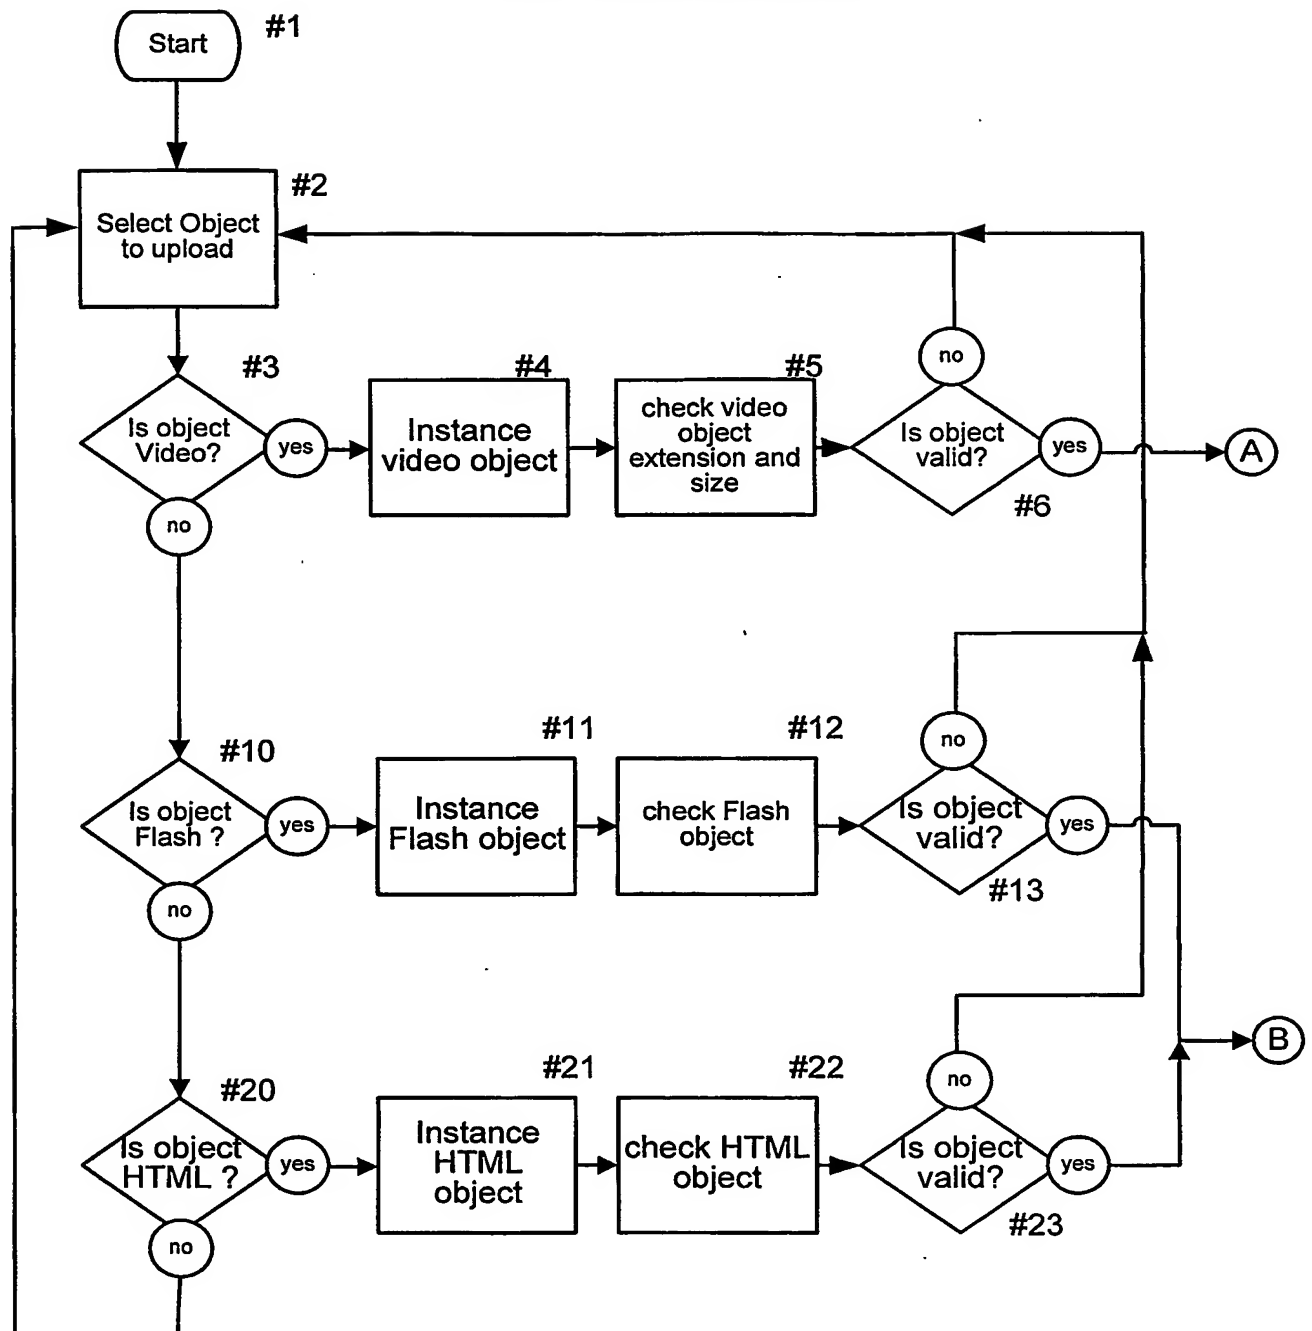 Start
#1
Select Object
to upload
#2
Is object
Video?
#3
yes
no
Instance
video object
#4
check video
object
extension and
size
#5
Is object
valid?
#6
no
yes
A
Is object
Flash ?
#10
yes
no
Instance
Flash object
#11
check Flash
object
#12
Is object
valid?
#13
no
yes
B
Is object
HTML ?
#20
yes
no
Instance
HTML
object
#21
check HTML
object
#22
Is object
valid?
#23
no
yes